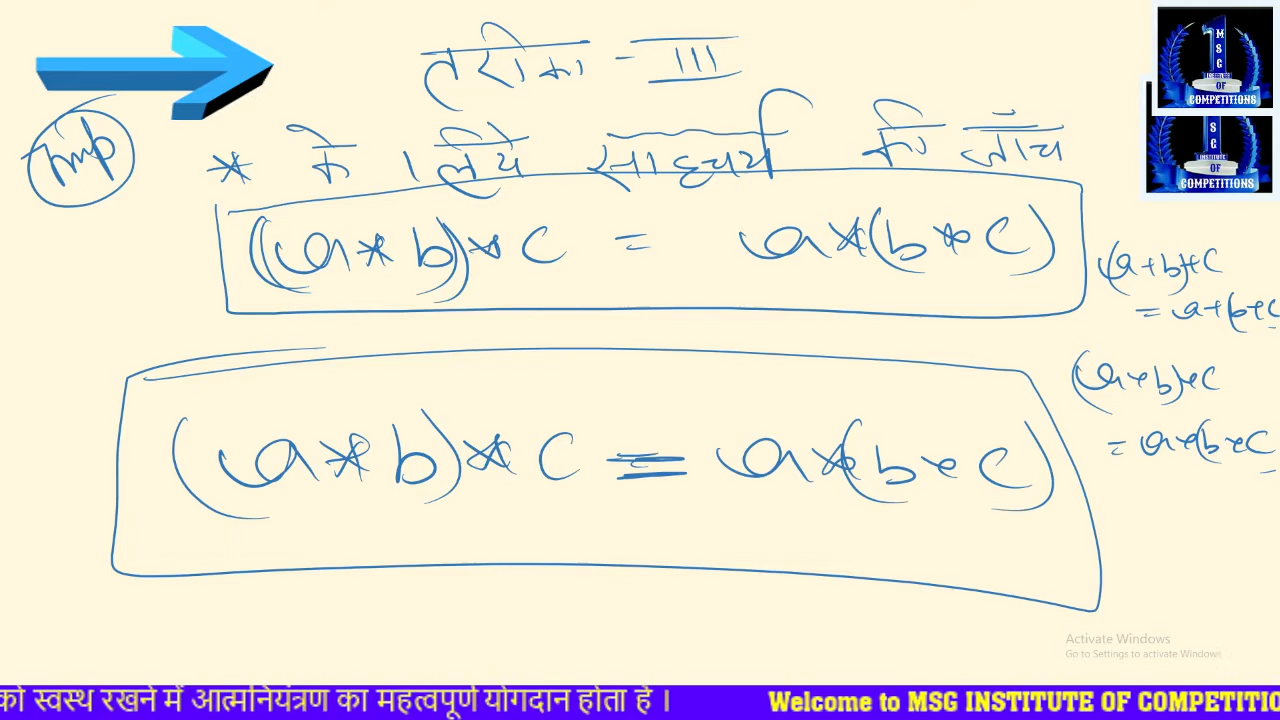 तरीका - III
Imp
* के लिये साहचर्य की जाँच
((a * b)) * c = a * (b * c)
(a + b) + c
= a + (b + c
(a * b) * c = a * (b * c)
(a × b) × c
= a × (b × c
MSG
INSTITUTE
OF
COMPETITIONS
S
C
INSTITUTE
OF
COMPETITIONS
Activate Windows
Go to Settings to activate Windows
को स्वस्थ रखने में आत्मनियंत्रण का महत्वपूर्ण योगदान होता है । Welcome to MSG INSTITUTE OF COMPETITIO